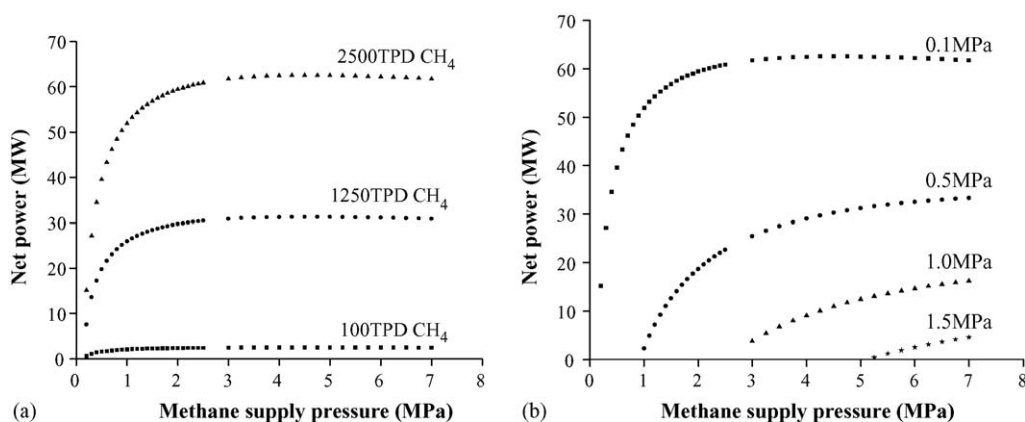 70
60
50
40
30
20
10
0
Net power (MW)
2500TPD CH4
1250TPD CH4
100TPD CH4
0 1 2 3 4 5 6 7 8
(a) Methane supply pressure (MPa)
70
60
50
40
30
20
10
0
Net power (MW)
0.1MPa
0.5MPa
1.0MPa
1.5MPa
0 1 2 3 4 5 6 7 8
(b) Methane supply pressure (MPa)